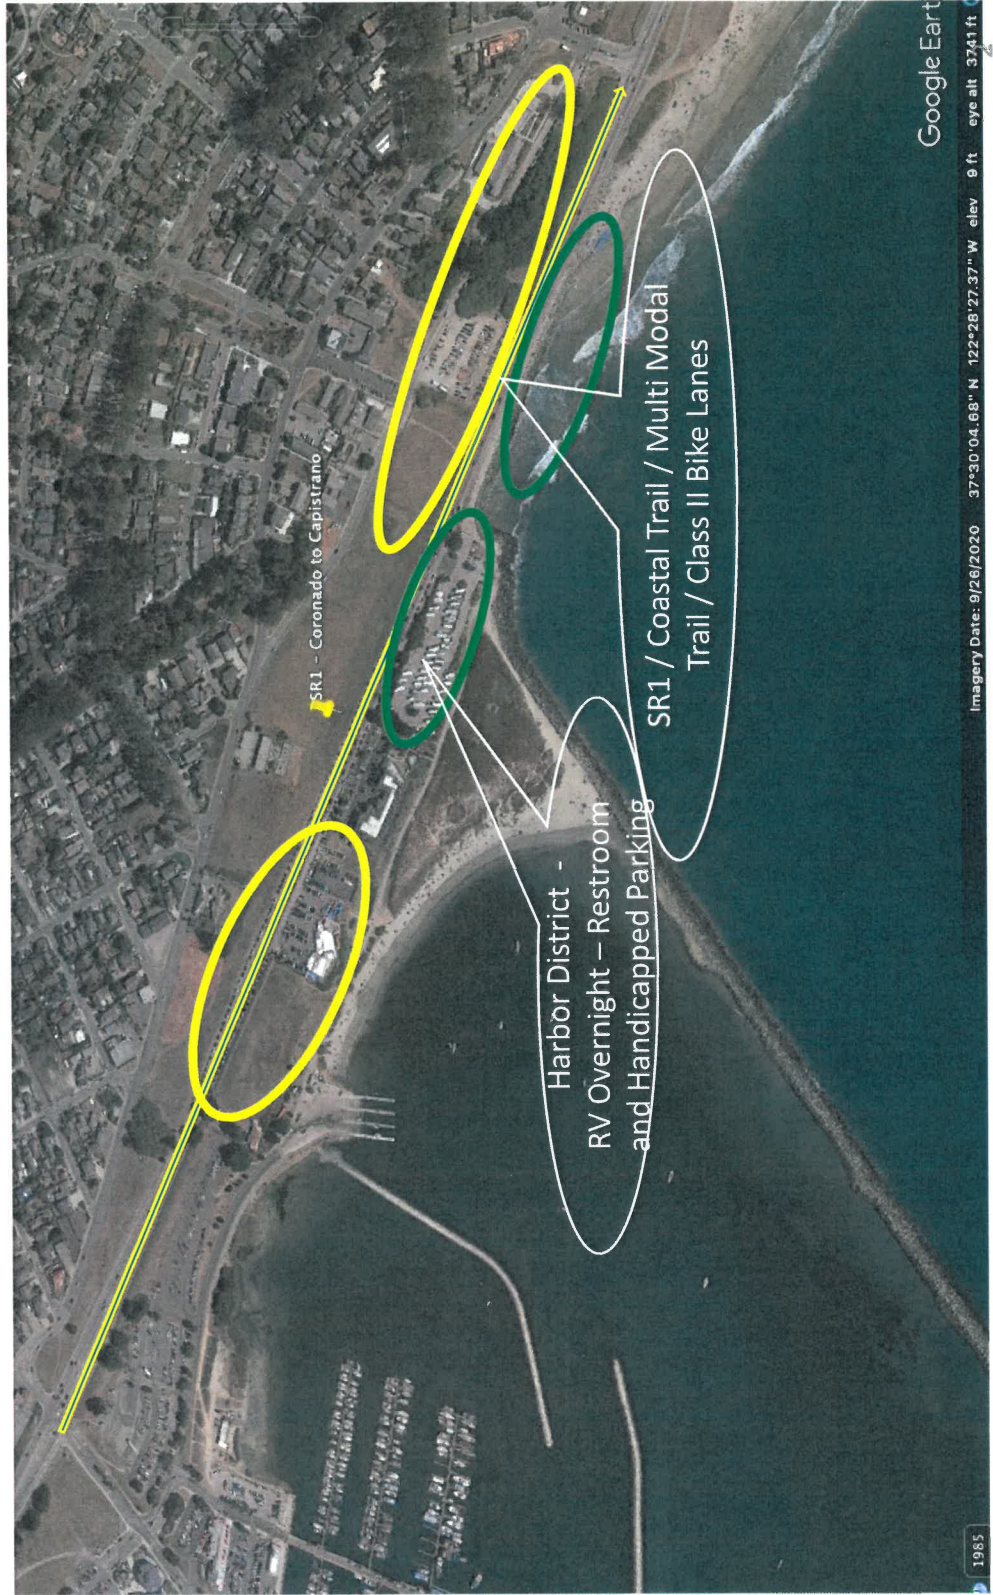 SR1 - Coronado to Capistrano
SR1 / Coastal Trail / Multi Modal
Trail / Class II Bike Lanes
Harbor District -
RV Overnight – Restroom
and Handicapped Parking
Google Eart
1985
Imagery Date: 9/26/2020 37°30'04.68" N 122°28'27.37" W elev 9 ft eye alt 3741 ft
2